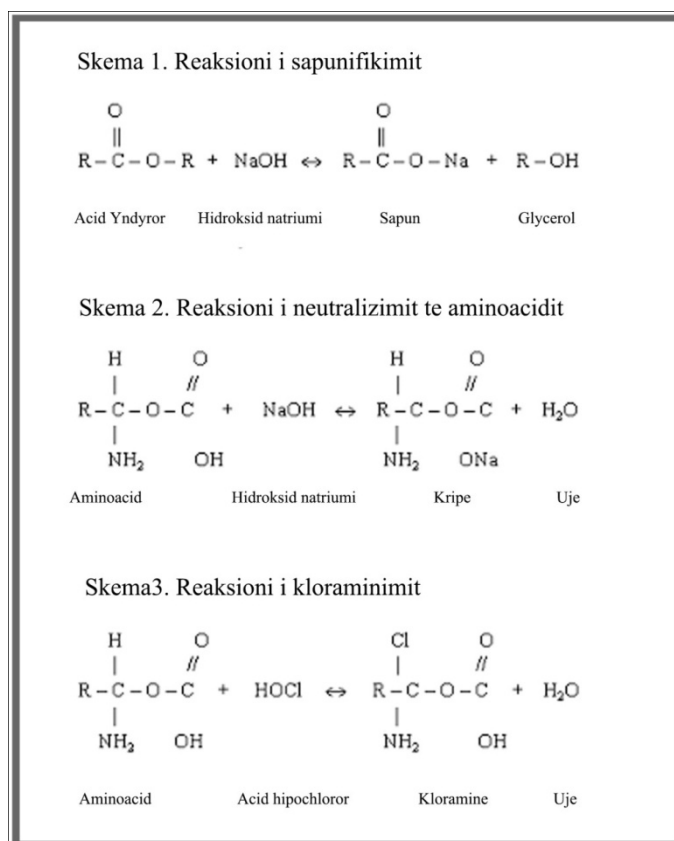 Skema 1. Reaksioni i sapunifikimit
O O
|| ||
R – C – O – R + NaOH ↔ R – C – O – Na + R – OH
Acid Yndyror Hidroksid natriumi Sapun Glycerol
Skema 2. Reaksioni i neutralizimit te aminoacidit
H O H O
| // | //
R – C – O – C + NaOH ↔ R – C – O – C + H₂O
| |
NH₂ OH NH₂ ONa
Aminoacid Hidroksid natriumi Kripe Uje
Skema3. Reaksioni i kloraminimit
H O Cl O
| // | //
R – C – O – C + HOCl ↔ R – C – O – C + H₂O
| |
NH₂ OH NH₂ OH
Aminoacid Acid hipochloror Kloramine Uje